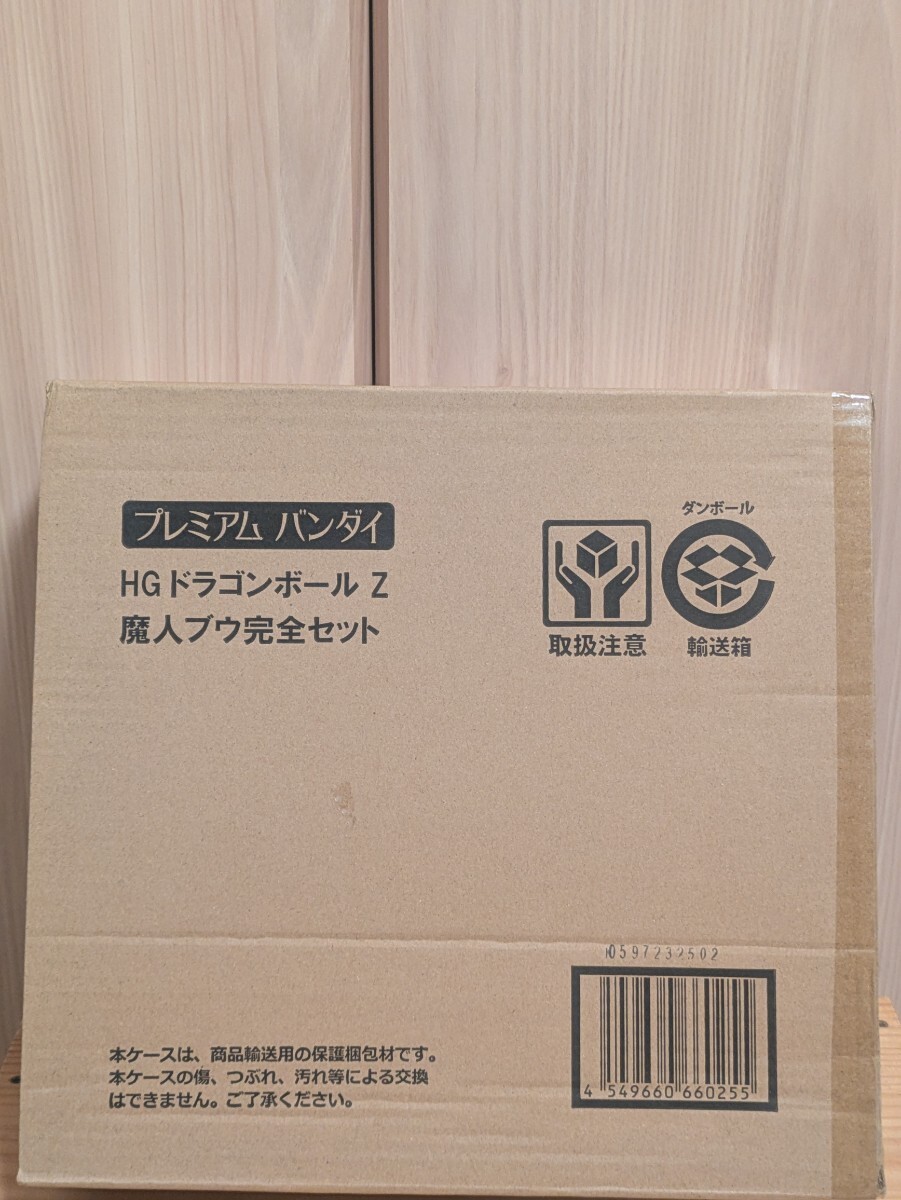 プレミアム バンダイ
HG ドラゴンボール Z
魔人ブウ完全セット
取扱注意
ダンボール
輸送箱
0597232502
4 549660 660255
本ケースは、商品輸送用の保護梱包材です。
本ケースの傷、つぶれ、汚れ等による交換
はできません。ご了承ください。